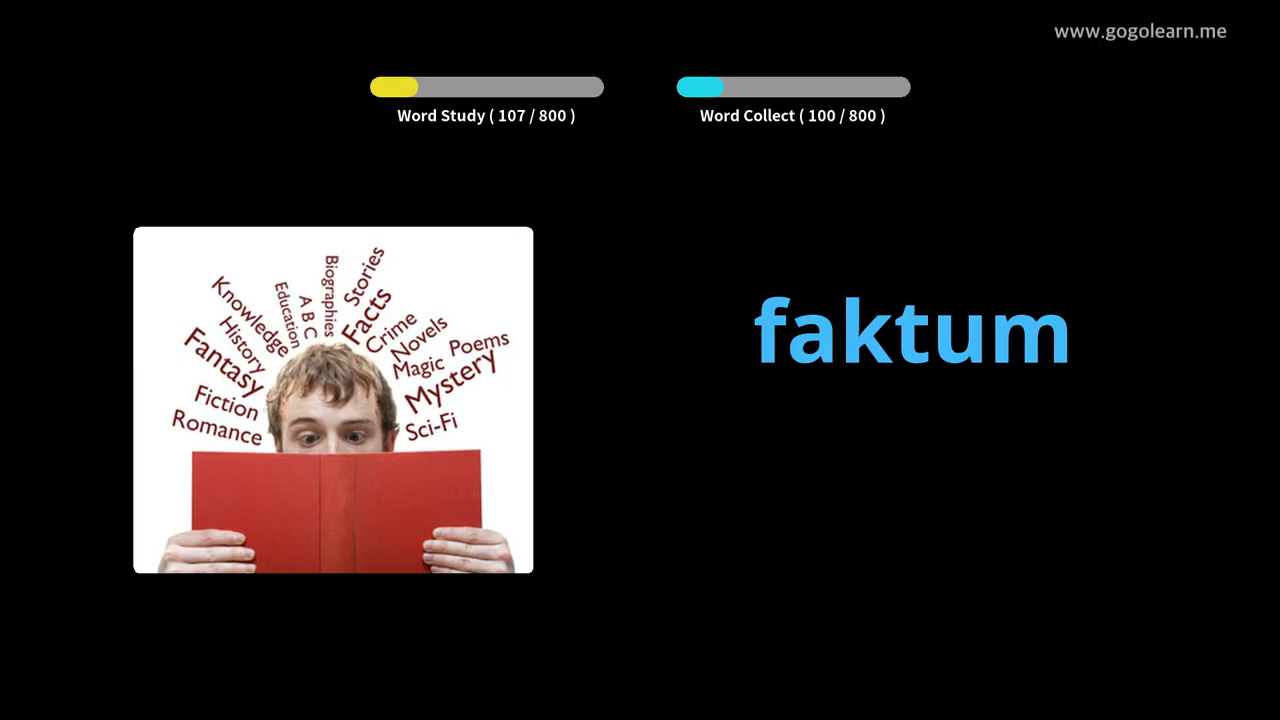 www.gogolearn.me
Word Study ( 107 / 800 )
Word Collect ( 100 / 800 )
Romance
Fiction
Fantasy
History
Knowledge
Education
A B C
Biographies
Stories
Facts
Crime
Novels
Magic
Poems
Mystery
Sci-Fi
faktum